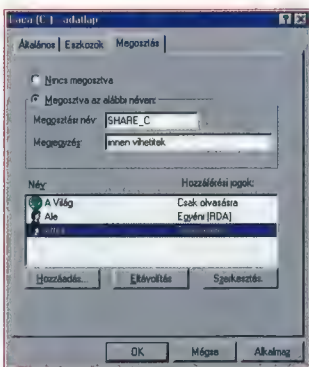 (C:) - adatlap
Általános Eszközök Megosztás
Nincs megosztva
Megosztva az alábbi néven:
Megosztási név: SHARE_C
Megjegyzés: innen vihetitek
Név: Hozzáférési jogok:
A Világ Csak olvasásra
Ale Egyéni [RDA]
Hozzáadás... Eltávolítás Szerkesztés.
OK Mégse Alkalmaz